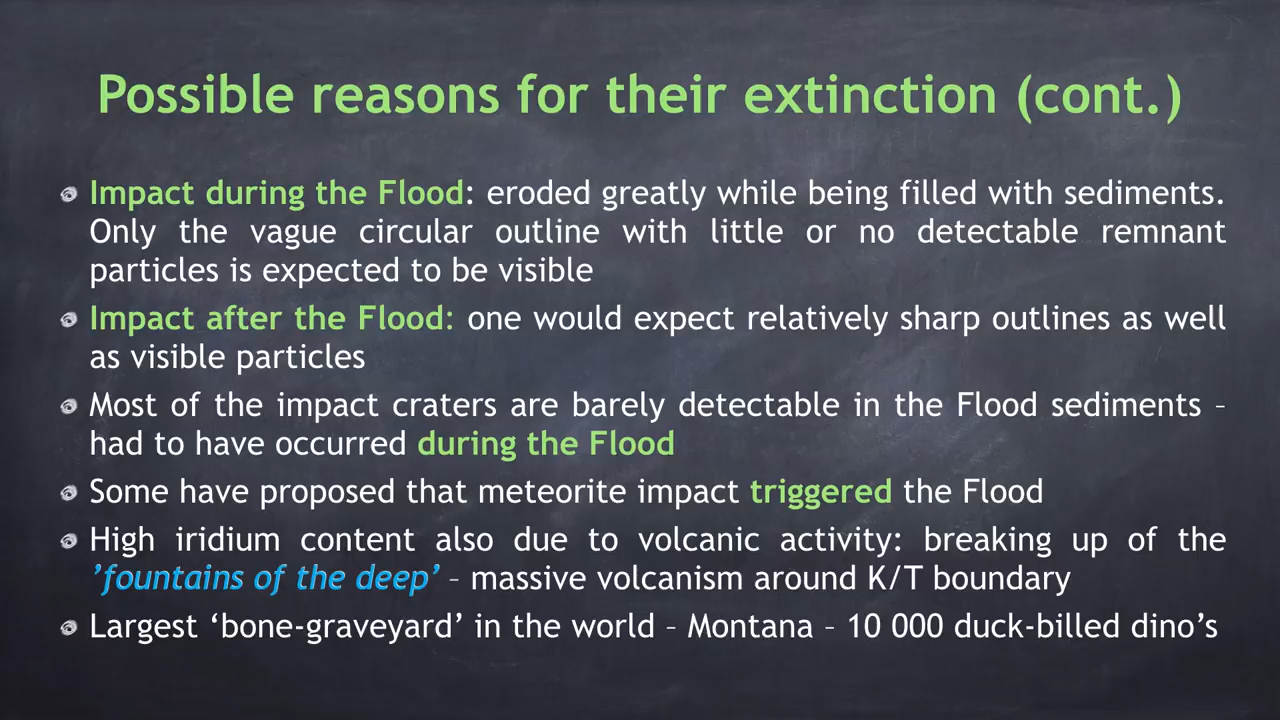 Possible reasons for their extinction (cont.)
Impact during the Flood: eroded greatly while being filled with sediments.
Only the vague circular outline with little or no detectable remnant
particles is expected to be visible
Impact after the Flood: one would expect relatively sharp outlines as well
as visible particles
Most of the impact craters are barely detectable in the Flood sediments –
had to have occurred during the Flood
Some have proposed that meteorite impact triggered the Flood
High iridium content also due to volcanic activity: breaking up of the
’fountains of the deep’ – massive volcanism around K/T boundary
Largest ‘bone-graveyard’ in the world – Montana – 10 000 duck-billed dino’s